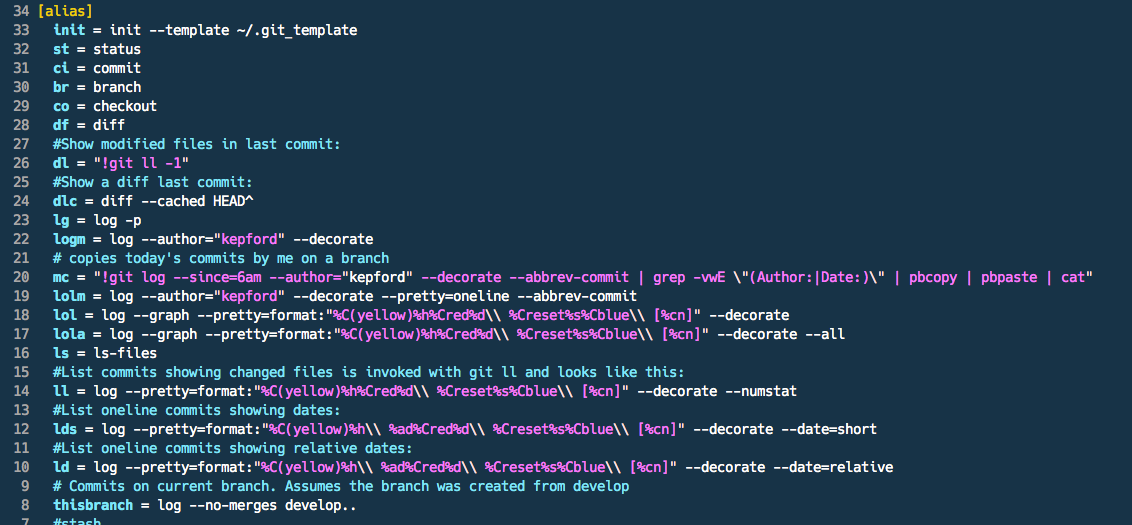 34 [alias]
33 init = init --template ~/.git_template
32 st = status
31 ci = commit
30 br = branch
29 co = checkout
28 df = diff
27 #Show modified files in last commit:
26 dl = "!git ll -1"
25 #Show a diff last commit:
24 dlc = diff --cached HEAD^
23 lg = log -p
22 logm = log --author="kepford" --decorate
21 # copies today's commits by me on a branch
20 mc = "!git log --since=6am --author="kepford" --decorate --abbrev-commit | grep -vwE \"(Author:|Date:)\" | pbcopy | pbpaste | cat"
19 lolm = log --author="kepford" --decorate --pretty=oneline --abbrev-commit
18 lol = log --graph --pretty=format:"%C(yellow)%h%Cred%d\\ %Creset%s%Cblue\\ [%cn]" --decorate
17 lola = log --graph --pretty=format:"%C(yellow)%h%Cred%d\\ %Creset%s%Cblue\\ [%cn]" --decorate --all
16 ls = ls-files
15 #List commits showing changed files is invoked with git ll and looks like this:
14 ll = log --pretty=format:"%C(yellow)%h%Cred%d\\ %Creset%s%Cblue\\ [%cn]" --decorate --numstat
13 #List oneline commits showing dates:
12 lds = log --pretty=format:"%C(yellow)%h\\ %ad%Cred%d\\ %Creset%s%Cblue\\ [%cn]" --decorate --date=short
11 #List oneline commits showing relative dates:
10 ld = log --pretty=format:"%C(yellow)%h\\ %ad%Cred%d\\ %Creset%s%Cblue\\ [%cn]" --decorate --date=relative
9 # Commits on current branch. Assumes the branch was created from develop
8 thisbranch = log --no-merges develop..
7 #stash